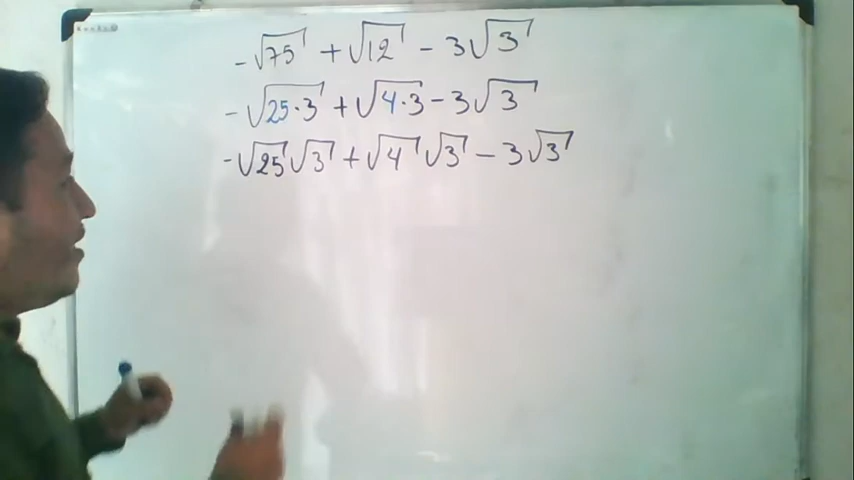 -√75 + √12 - 3√3
-√25·3 + √4·3 - 3√3
-√25 √3 + √4 √3 - 3√3